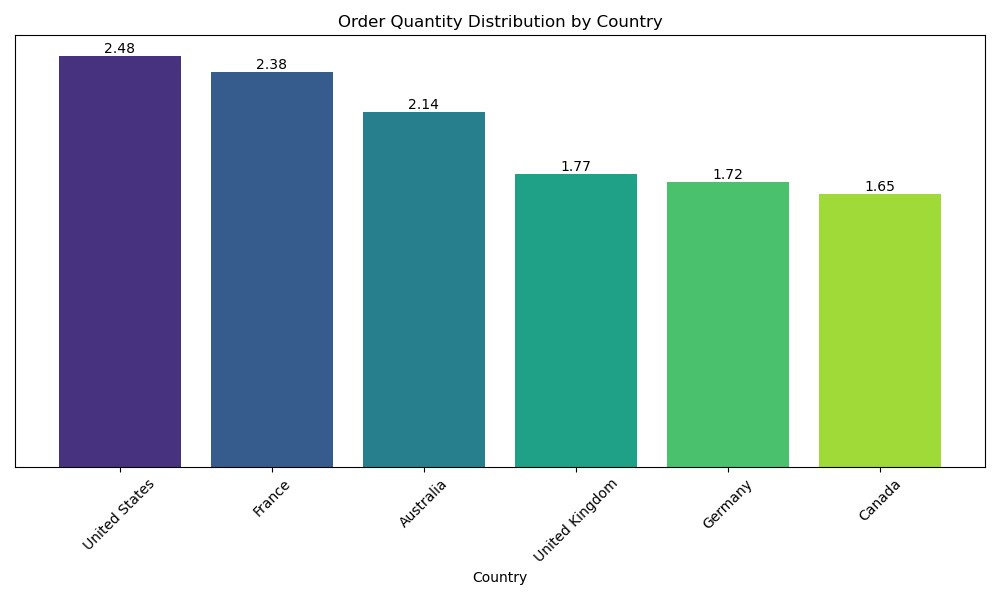 Order Quantity Distribution by Country
2.48
2.38
2.14
1.77
1.72
1.65
United States
France
Australia
United Kingdom
Germany
Canada
Country